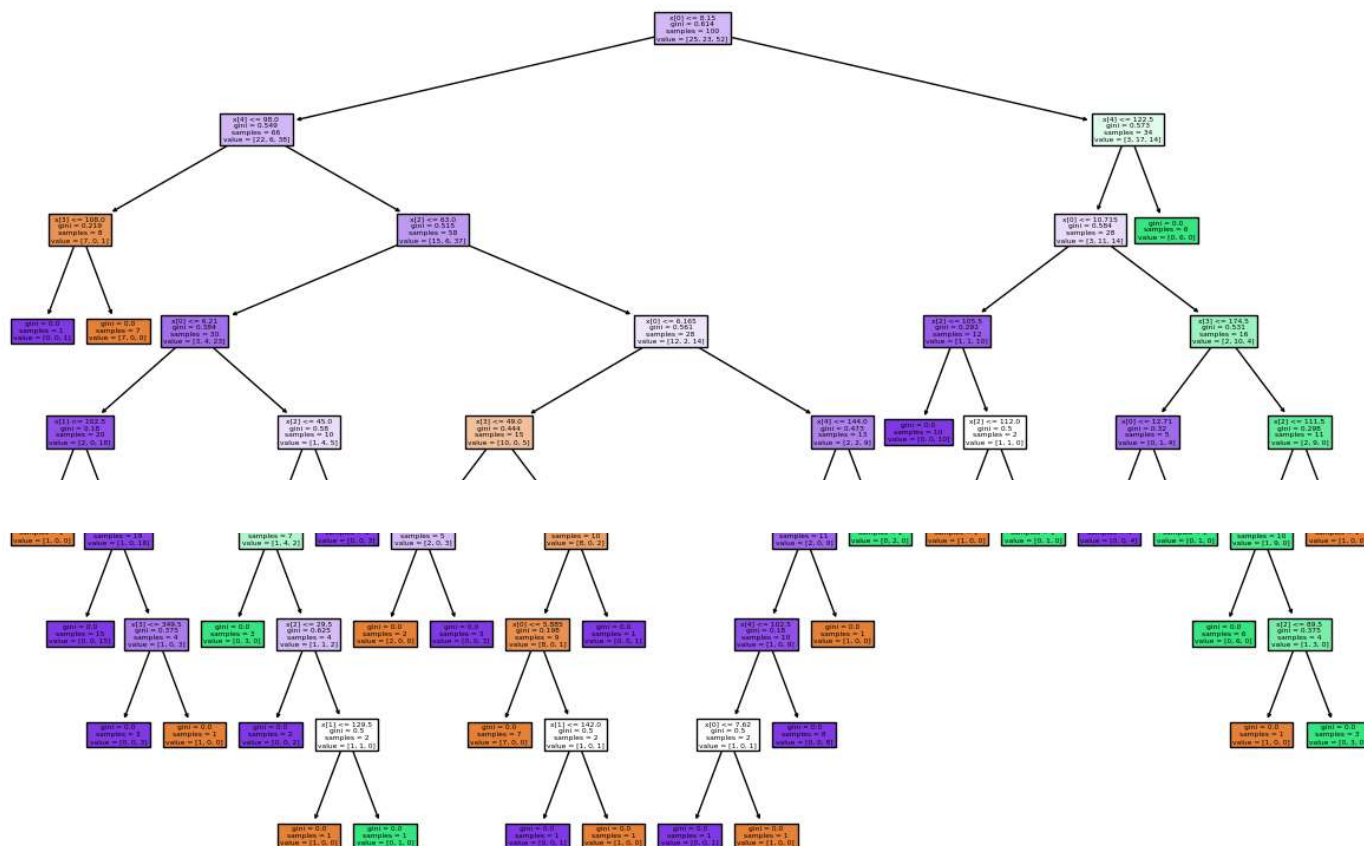 x[0] <= 8.15
gini = 0.614
samples = 100
value = [25, 23, 52]
x[4] <= 98.0
gini = 0.549
samples = 66
value = [22, 6, 38]
x[4] <= 122.5
gini = 0.573
samples = 34
value = [3, 17, 14]
x[3] <= 108.0
gini = 0.219
samples = 8
value = [7, 0, 1]
x[2] <= 63.0
gini = 0.515
samples = 58
value = [15, 6, 37]
x[0] <= 10.715
gini = 0.584
samples = 28
value = [3, 11, 14]
gini = 0.0
samples = 6
value = [0, 6, 0]
gini = 0.0
samples = 1
value = [0, 0, 1]
gini = 0.0
samples = 7
value = [7, 0, 0]
x[0] <= 6.21
gini = 0.384
samples = 30
value = [3, 4, 23]
x[0] <= 6.165
gini = 0.561
samples = 28
value = [12, 2, 14]
x[2] <= 105.5
gini = 0.292
samples = 12
value = [1, 1, 10]
x[3] <= 174.5
gini = 0.531
samples = 16
value = [2, 10, 4]
x[1] <= 102.5
gini = 0.18
samples = 20
value = [2, 0, 18]
x[2] <= 45.0
gini = 0.58
samples = 10
value = [1, 4, 5]
x[3] <= 49.0
gini = 0.444
samples = 15
value = [10, 0, 5]
x[4] <= 144.0
gini = 0.473
samples = 13
value = [2, 2, 9]
gini = 0.0
samples = 10
value = [0, 0, 10]
x[2] <= 112.0
gini = 0.5
samples = 2
value = [1, 1, 0]
x[0] <= 12.71
gini = 0.32
samples = 5
value = [0, 1, 4]
x[2] <= 111.5
gini = 0.298
samples = 11
value = [2, 9, 0]
value = [1, 0, 0]
samples = 19
value = [1, 0, 18]
samples = 7
value = [1, 4, 2]
value = [0, 0, 3]
samples = 5
value = [2, 0, 3]
samples = 10
value = [8, 0, 2]
samples = 11
value = [2, 0, 9]
value = [0, 2, 0]
value = [1, 0, 0]
value = [0, 1, 0]
value = [0, 0, 4]
value = [0, 1, 0]
samples = 10
value = [1, 9, 0]
value = [1, 0, 0]
gini = 0.0
samples = 15
value = [0, 0, 15]
x[3] <= 349.5
gini = 0.375
samples = 4
value = [1, 0, 3]
gini = 0.0
samples = 3
value = [0, 3, 0]
x[2] <= 29.5
gini = 0.625
samples = 4
value = [1, 1, 2]
gini = 0.0
samples = 2
value = [2, 0, 0]
gini = 0.0
samples = 3
value = [0, 0, 3]
x[0] <= 5.885
gini = 0.198
samples = 9
value = [8, 0, 1]
gini = 0.0
samples = 1
value = [0, 0, 1]
x[4] <= 102.5
gini = 0.18
samples = 10
value = [1, 0, 9]
gini = 0.0
samples = 1
value = [1, 0, 0]
gini = 0.0
samples = 6
value = [0, 6, 0]
x[2] <= 89.5
gini = 0.375
samples = 4
value = [1, 3, 0]
gini = 0.0
samples = 3
value = [0, 0, 3]
gini = 0.0
samples = 1
value = [1, 0, 0]
gini = 0.0
samples = 2
value = [0, 0, 2]
x[1] <= 129.5
gini = 0.5
samples = 2
value = [1, 1, 0]
gini = 0.0
samples = 7
value = [7, 0, 0]
x[1] <= 142.0
gini = 0.5
samples = 2
value = [1, 0, 1]
x[0] <= 7.62
gini = 0.5
samples = 2
value = [1, 0, 1]
gini = 0.0
samples = 8
value = [0, 0, 8]
gini = 0.0
samples = 1
value = [1, 0, 0]
gini = 0.0
samples = 3
value = [0, 3, 0]
gini = 0.0
samples = 1
value = [1, 0, 0]
gini = 0.0
samples = 1
value = [0, 1, 0]
gini = 0.0
samples = 1
value = [0, 0, 1]
gini = 0.0
samples = 1
value = [1, 0, 0]
gini = 0.0
samples = 1
value = [0, 0, 1]
gini = 0.0
samples = 1
value = [1, 0, 0]